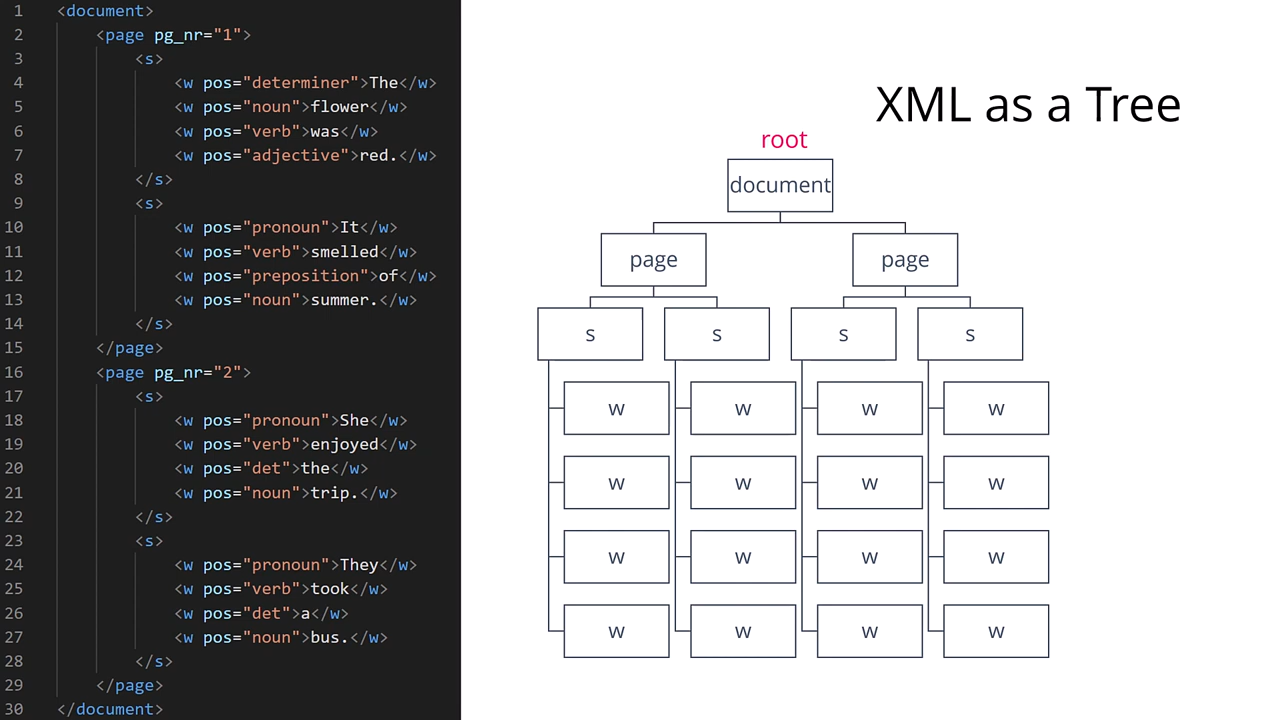 1 <document>
2 <page pg_nr="1">
3 <s>
4 <w pos="determiner">The</w>
5 <w pos="noun">flower</w>
6 <w pos="verb">was</w>
7 <w pos="adjective">red.</w>
8 </s>
9 <s>
10 <w pos="pronoun">It</w>
11 <w pos="verb">smelled</w>
12 <w pos="preposition">of</w>
13 <w pos="noun">summer.</w>
14 </s>
15 </page>
16 <page pg_nr="2">
17 <s>
18 <w pos="pronoun">She</w>
19 <w pos="verb">enjoyed</w>
20 <w pos="det">the</w>
21 <w pos="noun">trip.</w>
22 </s>
23 <s>
24 <w pos="pronoun">They</w>
25 <w pos="verb">took</w>
26 <w pos="det">a</w>
27 <w pos="noun">bus.</w>
28 </s>
29 </page>
30 </document>
XML as a Tree
root
document
page page
s s s s
w w w w
w w w w
w w w w
w w w w